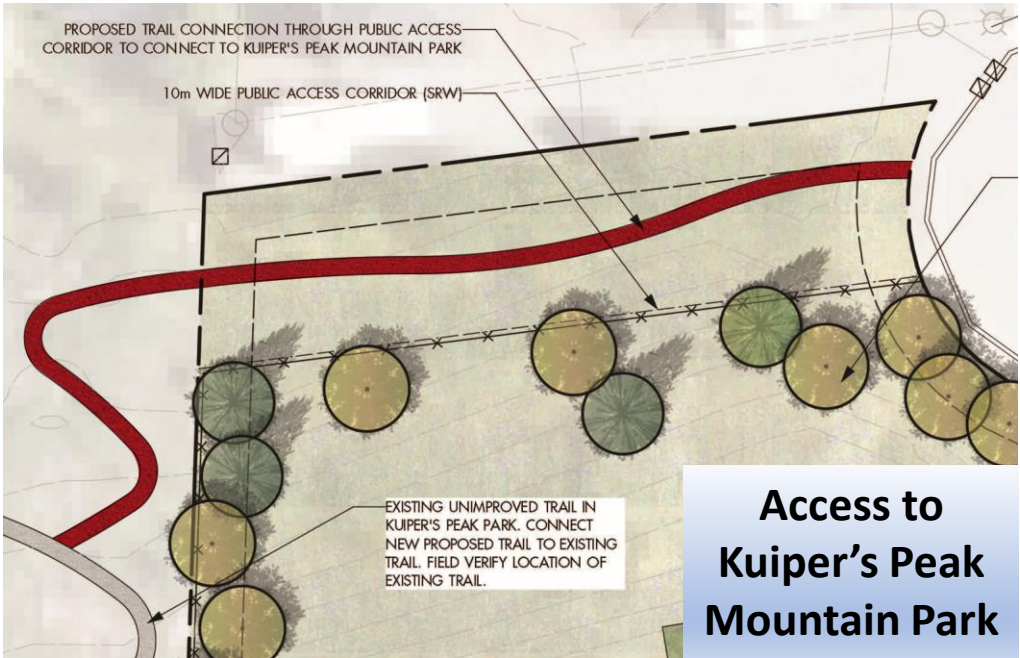 PROPOSED TRAIL CONNECTION THROUGH PUBLIC ACCESS
CORRIDOR TO CONNECT TO KUIPER'S PEAK MOUNTAIN PARK
10m WIDE PUBLIC ACCESS CORRIDOR (SRW)
EXISTING UNIMPROVED TRAIL IN
KUIPER'S PEAK PARK. CONNECT
NEW PROPOSED TRAIL TO EXISTING
TRAIL. FIELD VERIFY LOCATION OF
EXISTING TRAIL.
Access to
Kuiper’s Peak
Mountain Park